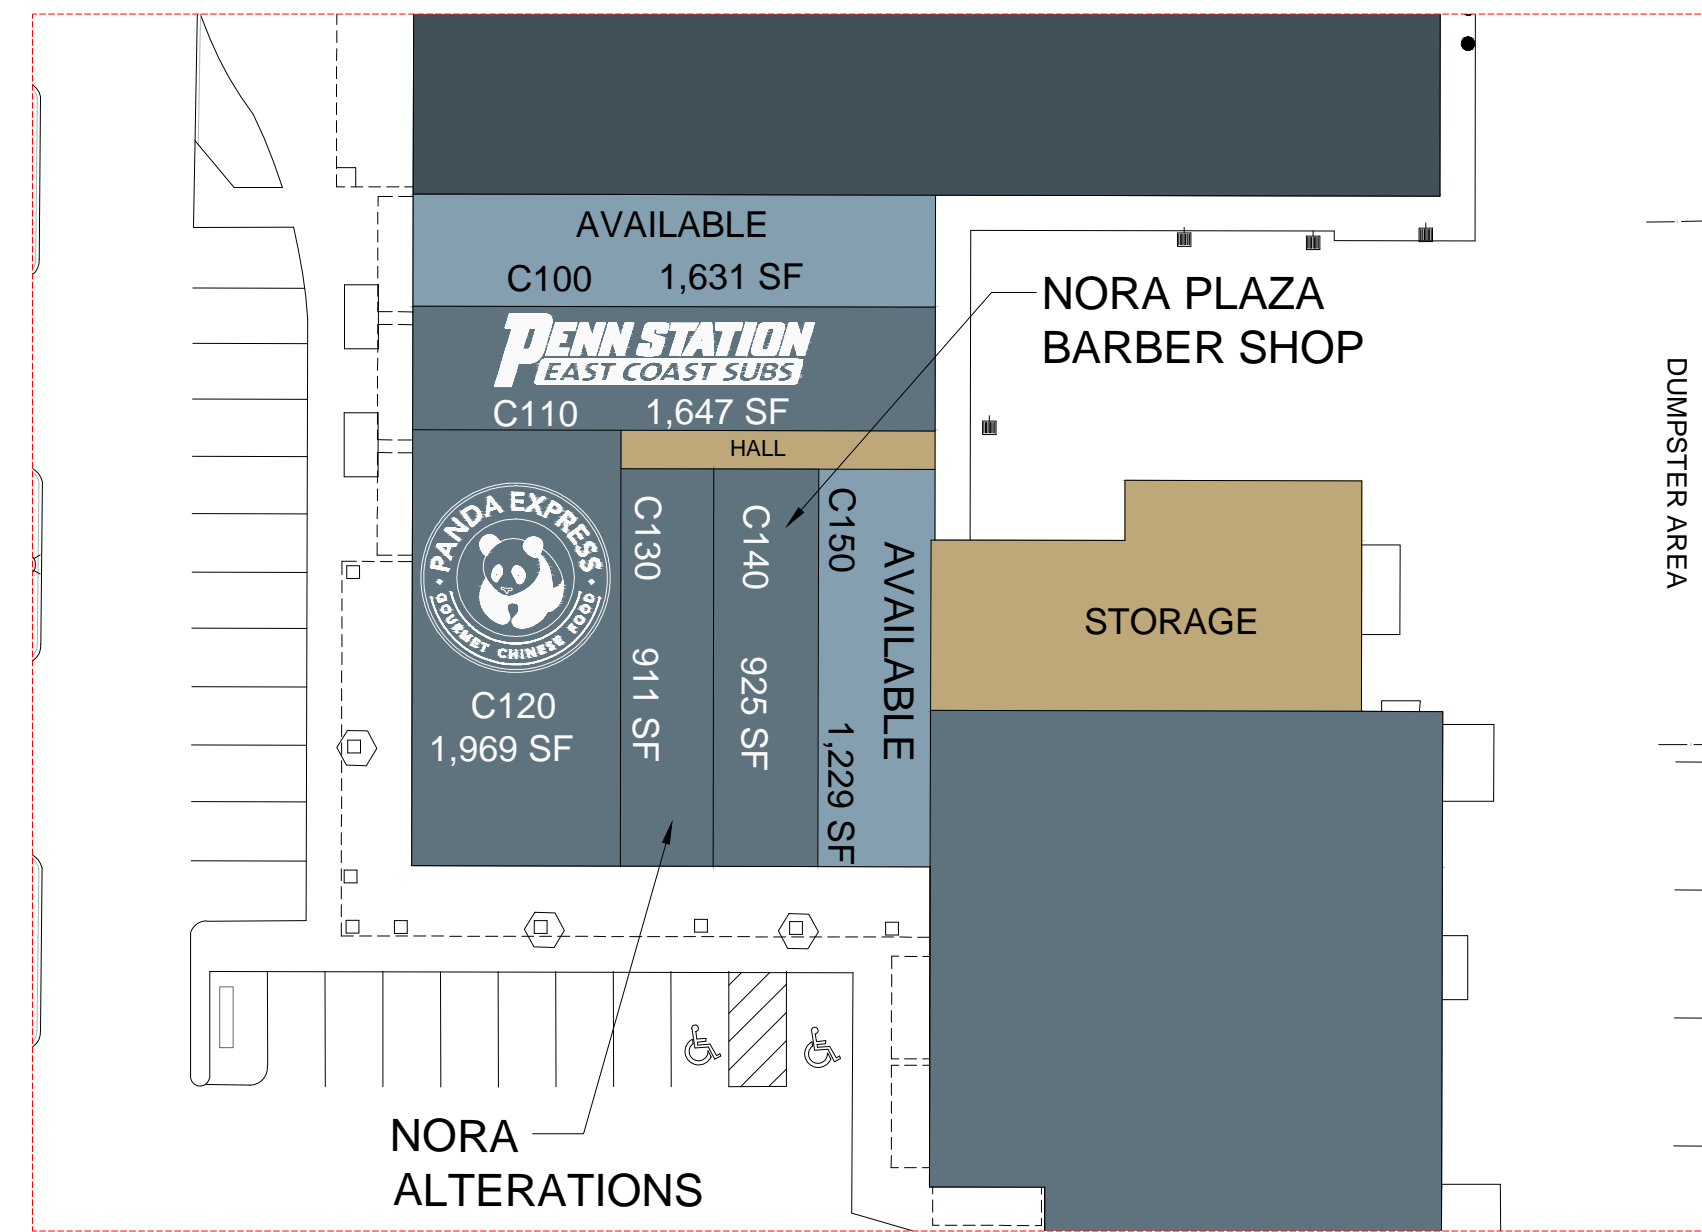 AVAILABLE
C100 1,631 SF
PENN STATION
EAST COAST SUBS
C110 1,647 SF
HALL
NORA PLAZA
BARBER SHOP
DUMPSTER AREA
PANDA EXPRESS
GOURMET CHINESE FOOD
C120
1,969 SF
C130 911 SF
C140 925 SF
C150 1,229 SF
AVAILABLE
STORAGE
NORA
ALTERATIONS